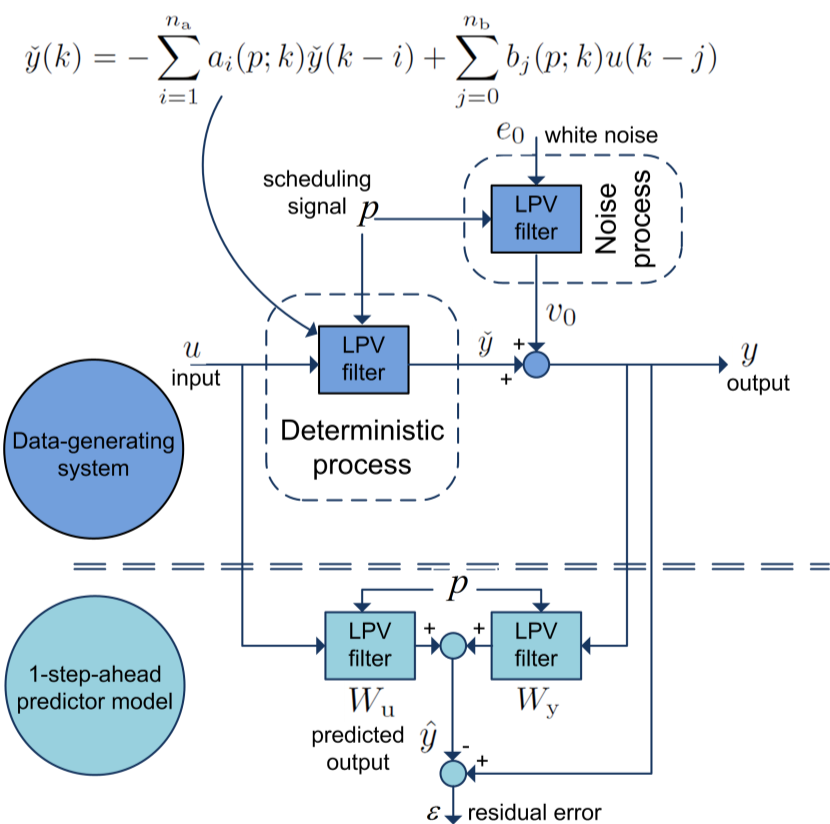 y̌(k) = −∑_{i=1}^{n_a} a_i(p; k)y̌(k − i) + ∑_{j=0}^{n_b} b_j(p; k)u(k − j)
e_0 white noise
scheduling
signal p
LPV
filter
Noise
process
v_0
u
input
LPV
filter
y̌
+
+
y
output
Deterministic
process
Data-generating
system
p
LPV
filter
+
+
LPV
filter
W_u
W_y
1-step-ahead
predictor model
predicted
output
ŷ
-
+
ε residual error